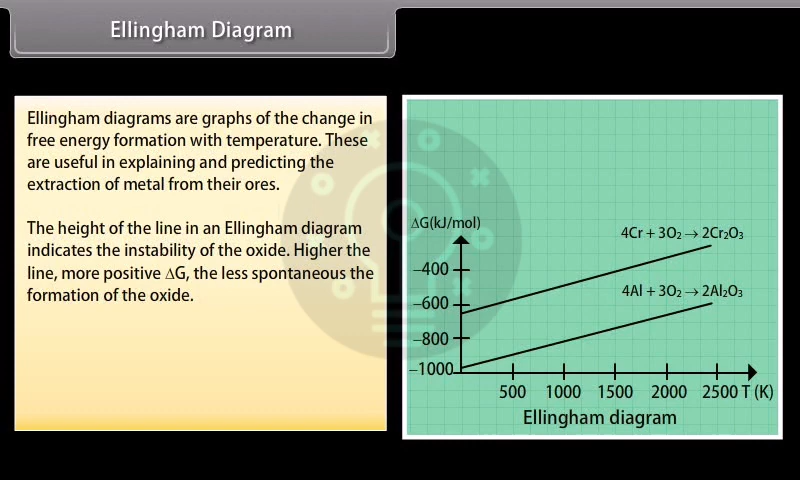 Ellingham Diagram
Ellingham diagrams are graphs of the change in
free energy formation with temperature. These
are useful in explaining and predicting the
extraction of metal from their ores.
The height of the line in an Ellingham diagram
indicates the instability of the oxide. Higher the
line, more positive ΔG, the less spontaneous the
formation of the oxide.
ΔG(kJ/mol)
4Cr + 3O₂ → 2Cr₂O₃
−400
4Al + 3O₂ → 2Al₂O₃
−600
−800
−1000
500 1000 1500 2000 2500 T (K)
Ellingham diagram